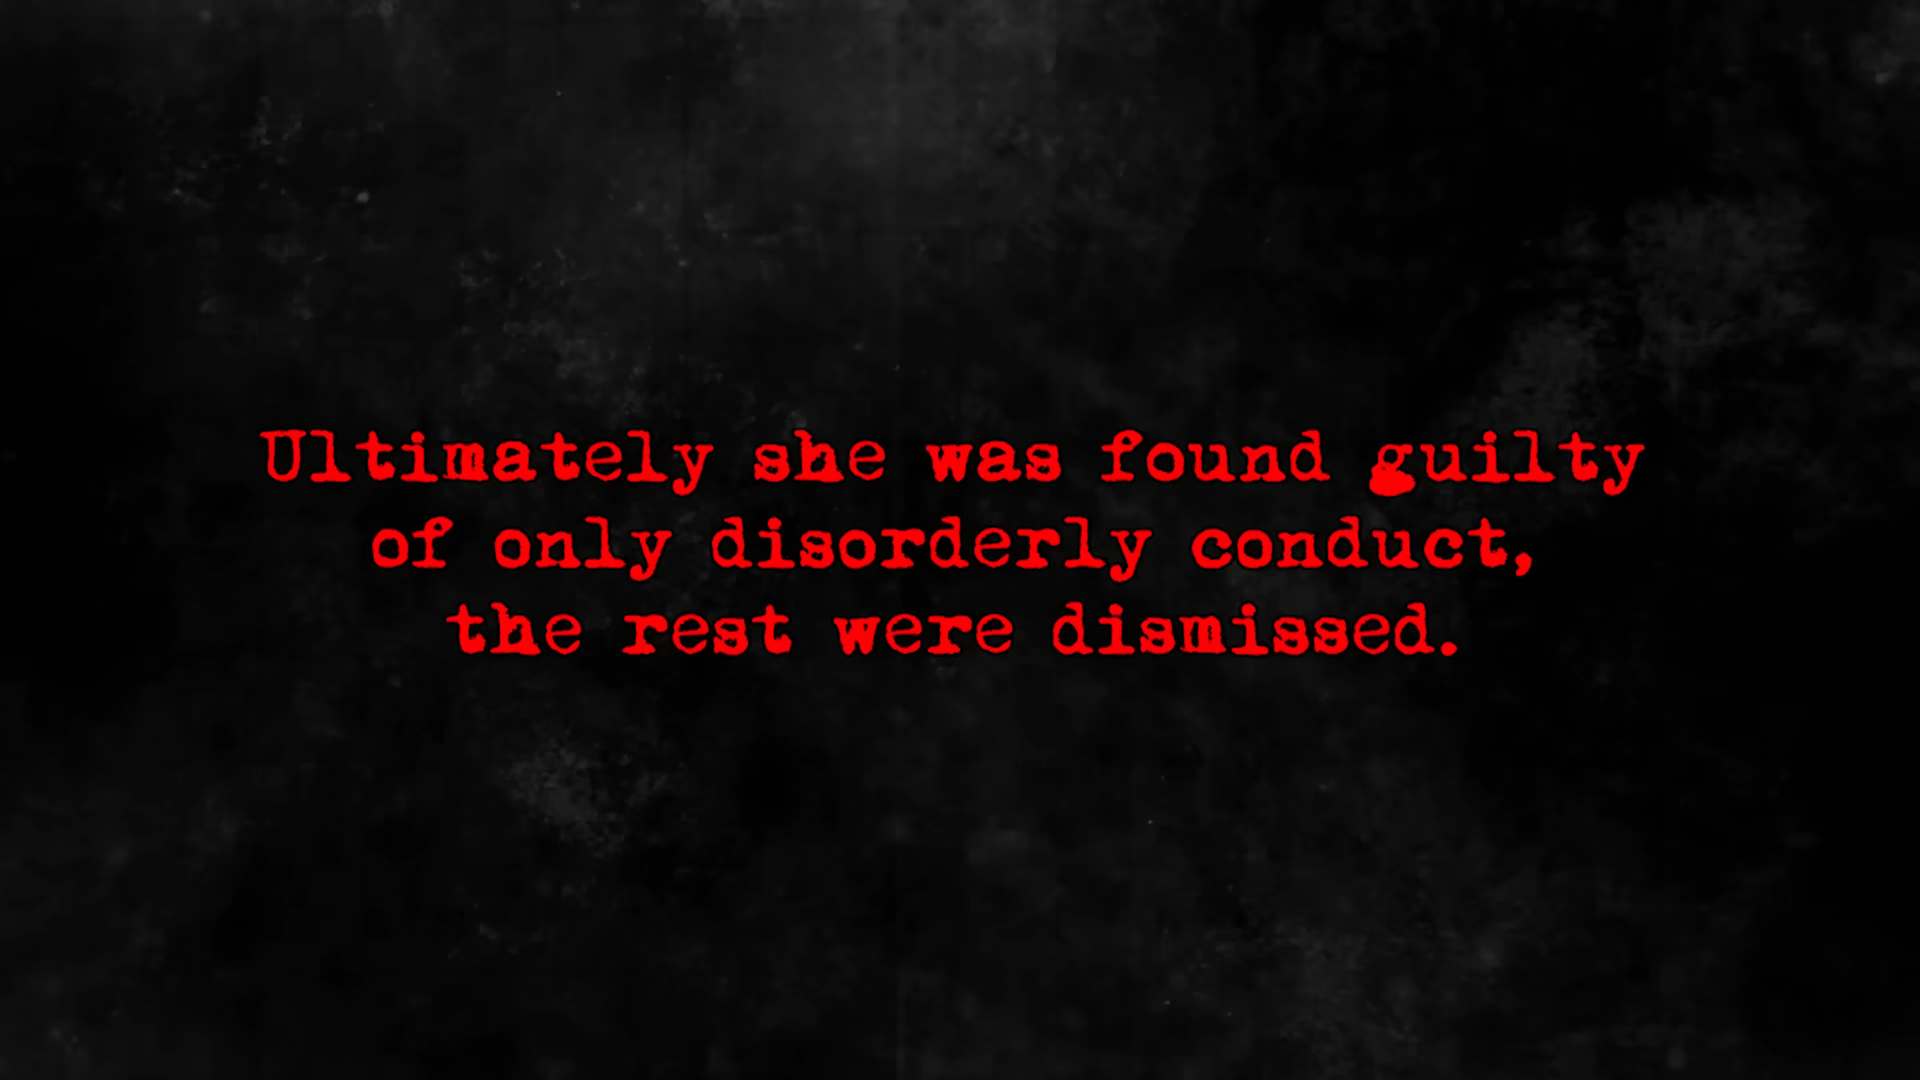 Ultimately she was found guilty
of only disorderly conduct,
the rest were dismissed.